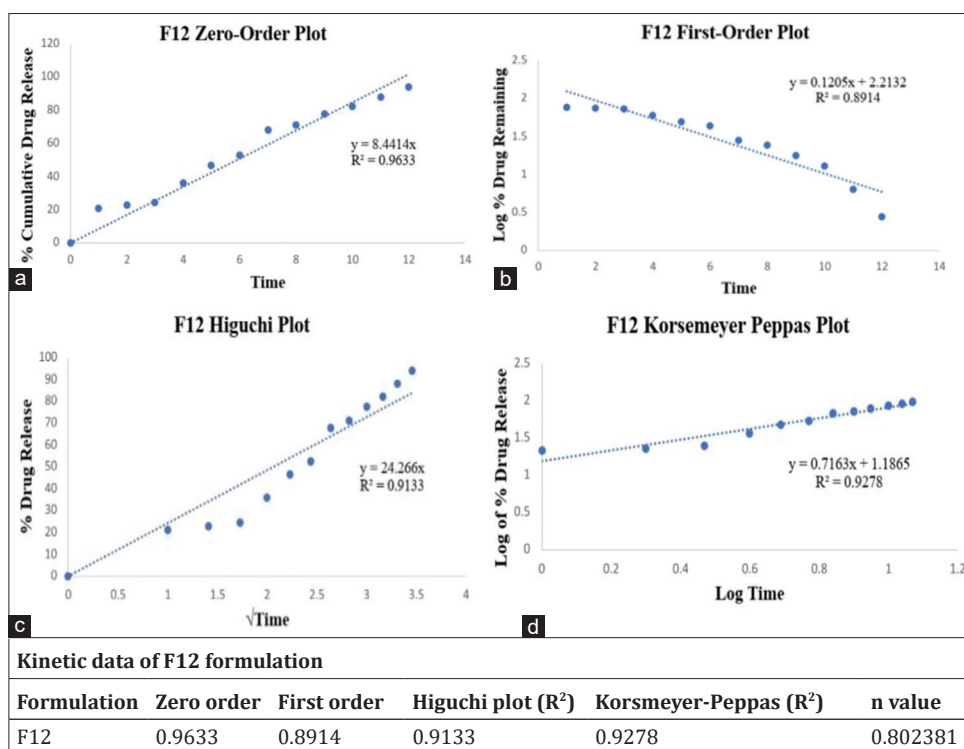 F12 Zero-Order Plot
% Cumulative Drug Release
120
100
80
60
40
20
0
y = 8.4414x
R² = 0.9633
0 2 4 6 8 10 12 14
Time
a
F12 First-Order Plot
Log % Drug Remaining
2.5
2
1.5
1
0.5
0
y = 0.1205x + 2.2132
R² = 0.8914
0 2 4 6 8 10 12 14
Time
b
F12 Higuchi Plot
% Drug Release
100
90
80
70
60
50
40
30
20
10
0
y = 24.266x
R² = 0.9133
0 0.5 1 1.5 2 2.5 3 3.5 4
√Time
c
F12 Korsemeyer Peppas Plot
Log of % Drug Release
2.5
2
1.5
1
0.5
0
y = 0.7163x + 1.1865
R² = 0.9278
0 0.2 0.4 0.6 0.8 1 1.2
Log Time
d
Kinetic data of F12 formulation
Formulation Zero order First order Higuchi plot (R²) Korsmeyer-Peppas (R²) n value
F12 0.9633 0.8914 0.9133 0.9278 0.802381